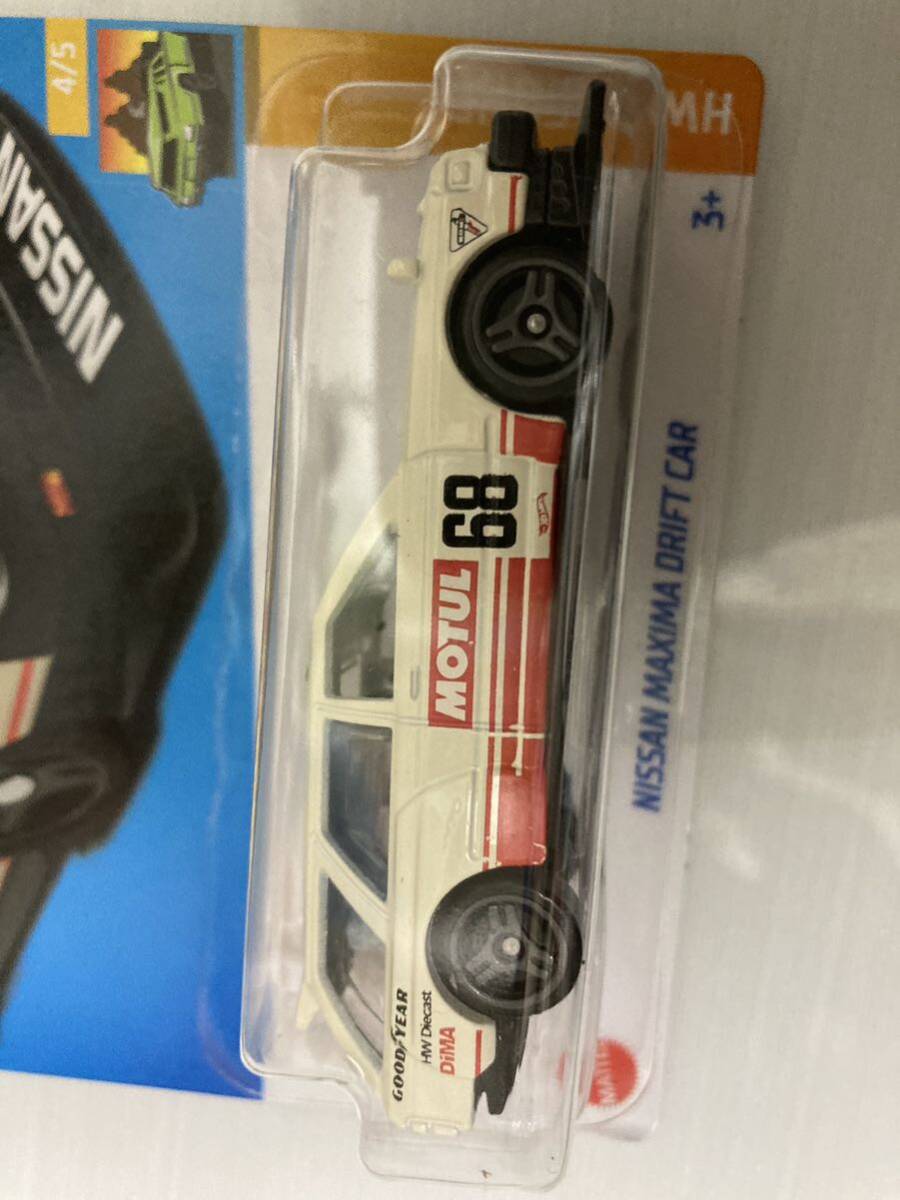 4/5
NISSAN
HW
3+
68
MOTUL
GOODYEAR
HW Diecast
DiMA
NISSAN MAXIMA DRIFT CAR